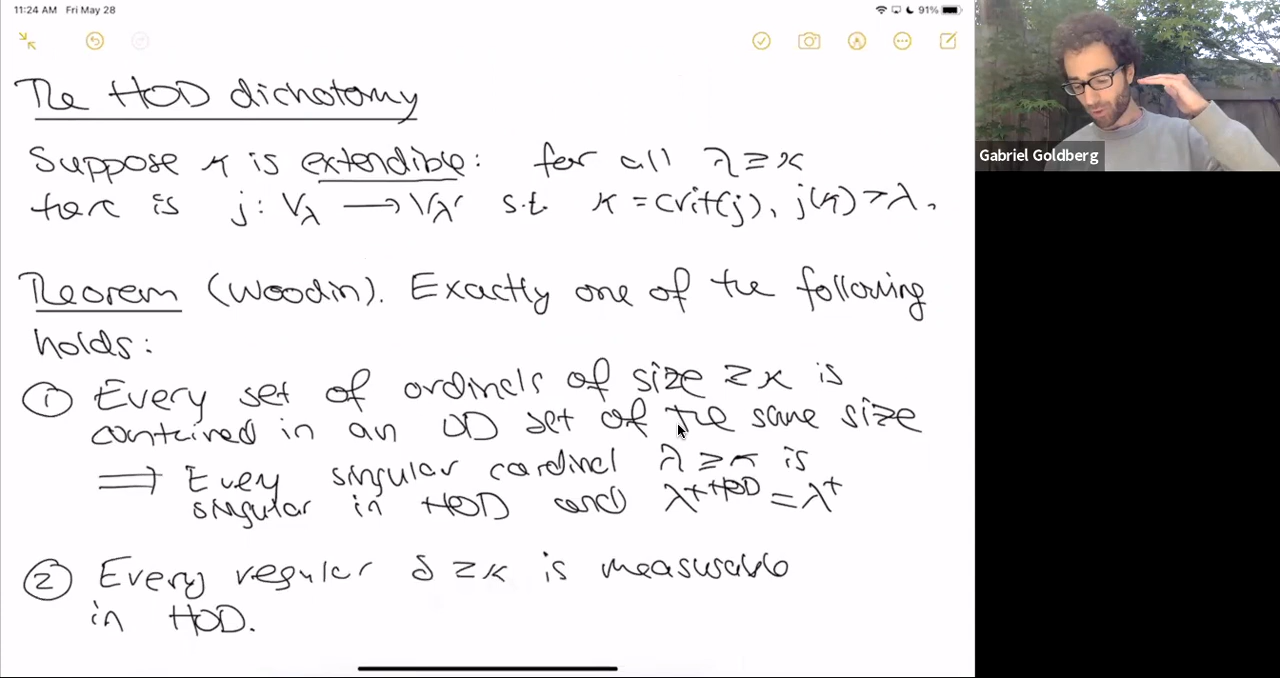 11:24 AM Fri May 28
91%
The HOD dichotomy
Suppose κ is extendible: for all λ ≥ κ
there is j: Vλ → Vλ' s.t. κ = crit(j), j(κ) > λ.
Theorem (Woodin). Exactly one of the following
holds:
① Every set of ordinals of size ≥ κ is
contained in an OD set of the same size
⟹ Every singular cardinal λ ≥ κ is
singular in HOD and λ⁺ᴴᴼᴰ = λ⁺
② Every regular δ ≥ κ is measurable
in HOD.
Gabriel Goldberg